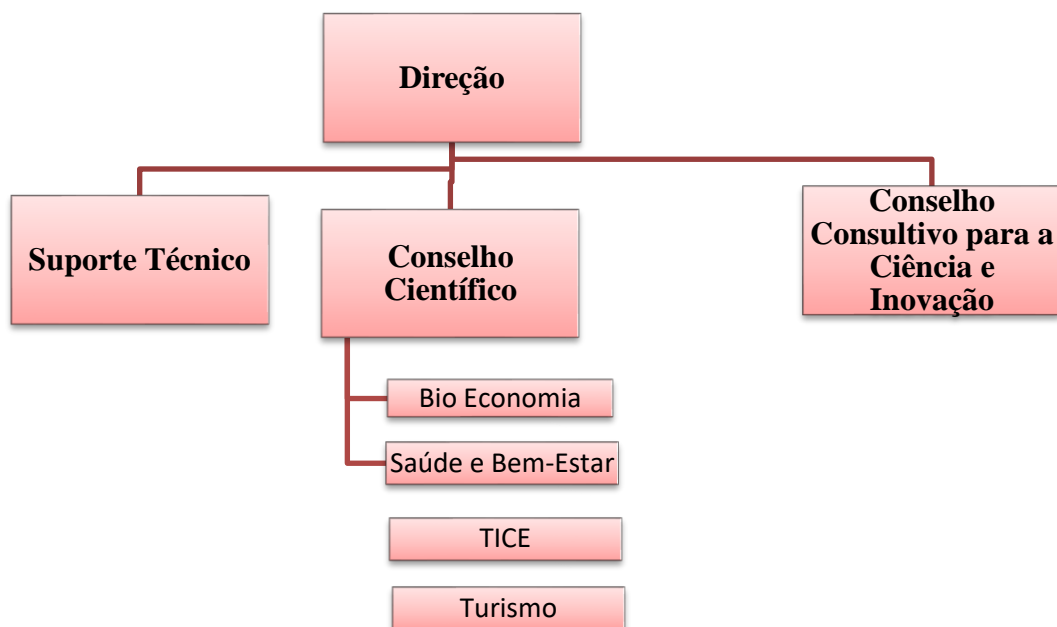 Direção
Suporte Técnico
Conselho
Científico
Conselho
Consultivo para a
Ciência e
Inovação
Bio Economia
Saúde e Bem-Estar
TICE
Turismo